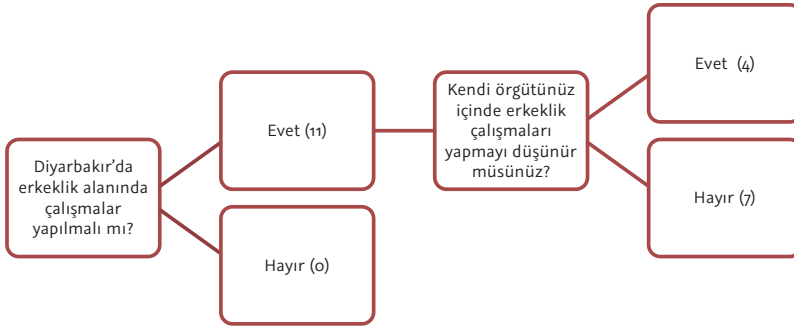 Diyarbakır’da
erkeklik alanında
çalışmalar
yapılmalı mı?
Evet (11)
Hayır (0)
Kendi örgütünüz
içinde erkeklik
çalışmaları
yapmayı düşünür
müsünüz?
Evet (4)
Hayır (7)